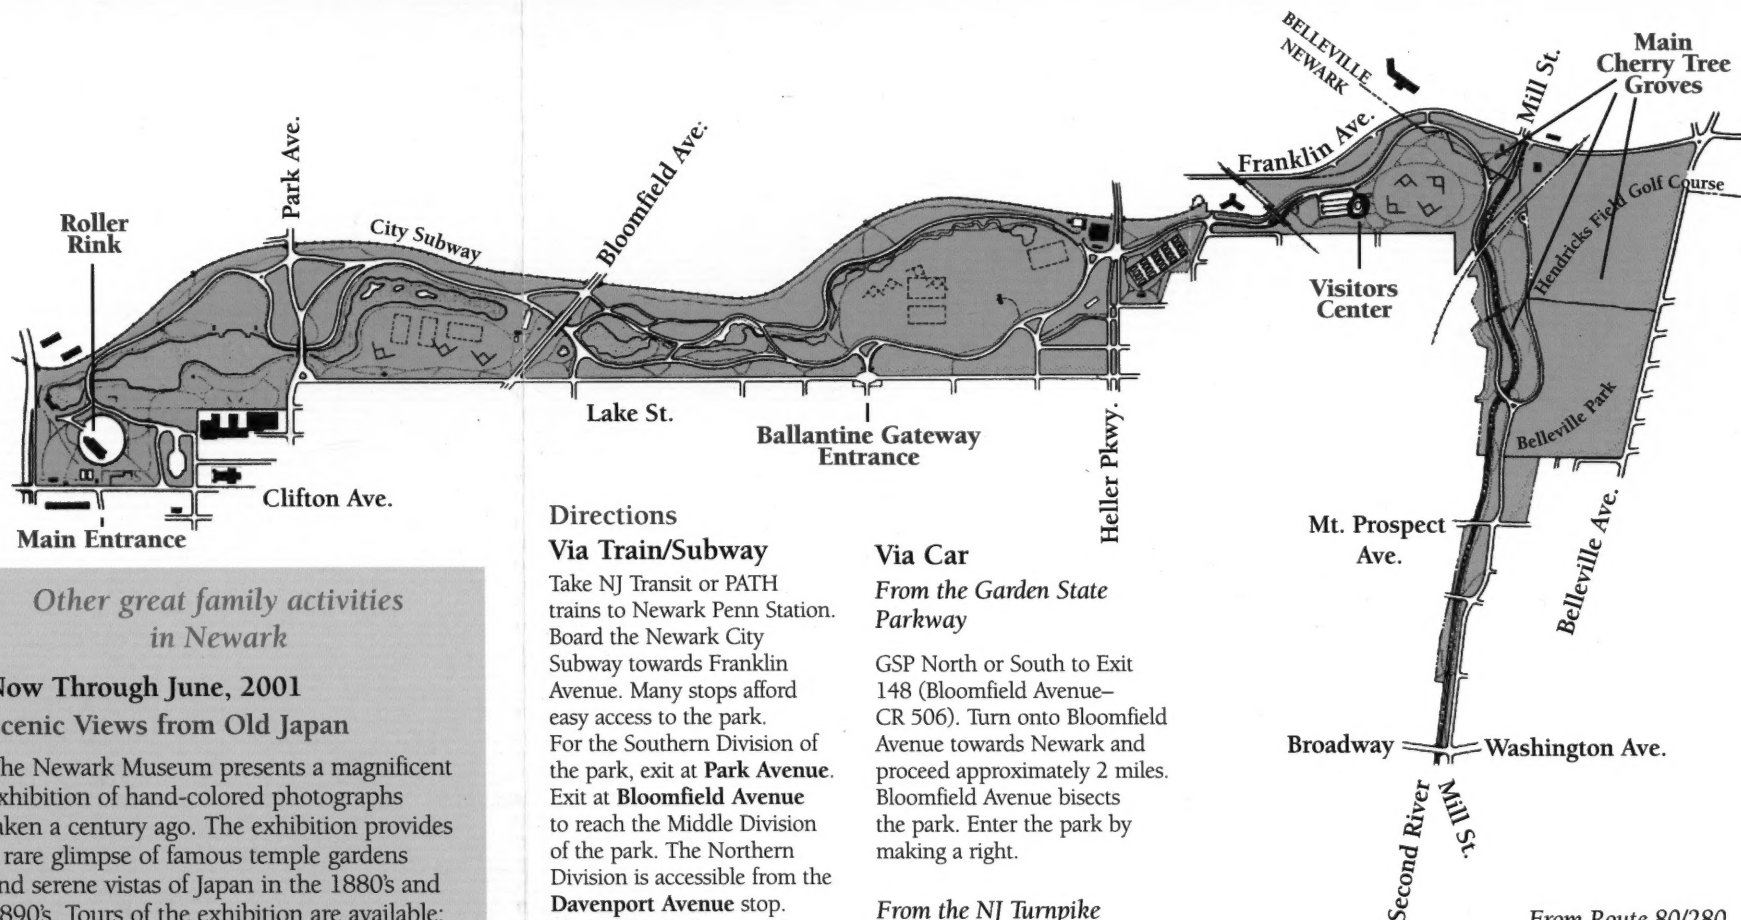 BELLEVILLE
NEWARK
Mill St.
Main
Cherry Tree
Groves
Park Ave.
Bloomfield Ave:
Franklin Ave.
Roller
Rink
City Subway
Hendricks Field Golf Course
Visitors
Center
Lake St.
Ballantine Gateway
Entrance
Heller Pkwy.
Belleville Park
Clifton Ave.
Main Entrance
Mt. Prospect
Ave.
Belleville Ave.
Broadway
Washington Ave.
Second River
Mill St.
Other great family activities
in Newark
Now Through June, 2001
cenic Views from Old Japan
he Newark Museum presents a magnificent
xhibition of hand-colored photographs
aken a century ago. The exhibition provides
rare glimpse of famous temple gardens
nd serene vistas of Japan in the 1880's and
890's. Tours of the exhibition are available:
Directions
Via Train/Subway
Take NJ Transit or PATH
trains to Newark Penn Station.
Board the Newark City
Subway towards Franklin
Avenue. Many stops afford
easy access to the park.
For the Southern Division of
the park, exit at Park Avenue.
Exit at Bloomfield Avenue
to reach the Middle Division
of the park. The Northern
Division is accessible from the
Davenport Avenue stop.
Via Car
From the Garden State
Parkway
GSP North or South to Exit
148 (Bloomfield Avenue–
CR 506). Turn onto Bloomfield
Avenue towards Newark and
proceed approximately 2 miles.
Bloomfield Avenue bisects
the park. Enter the park by
making a right.
From the NJ Turnpike
From Route 80/280